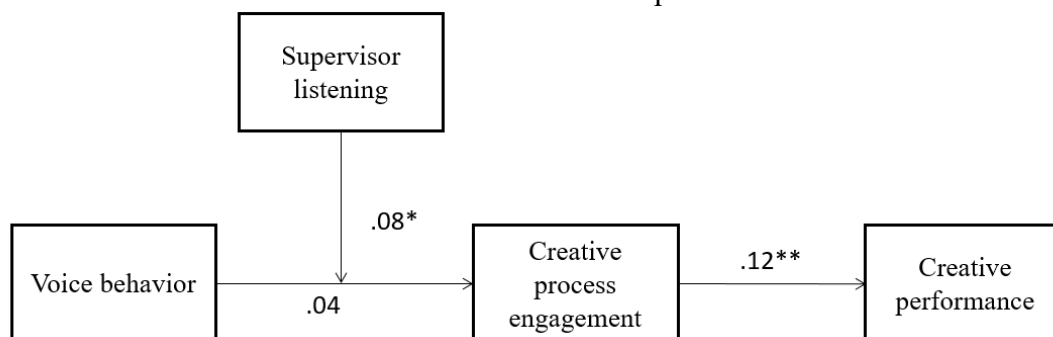 Supervisor
listening
.08*
Voice behavior
.04
Creative
process
engagement
.12**
Creative
performance